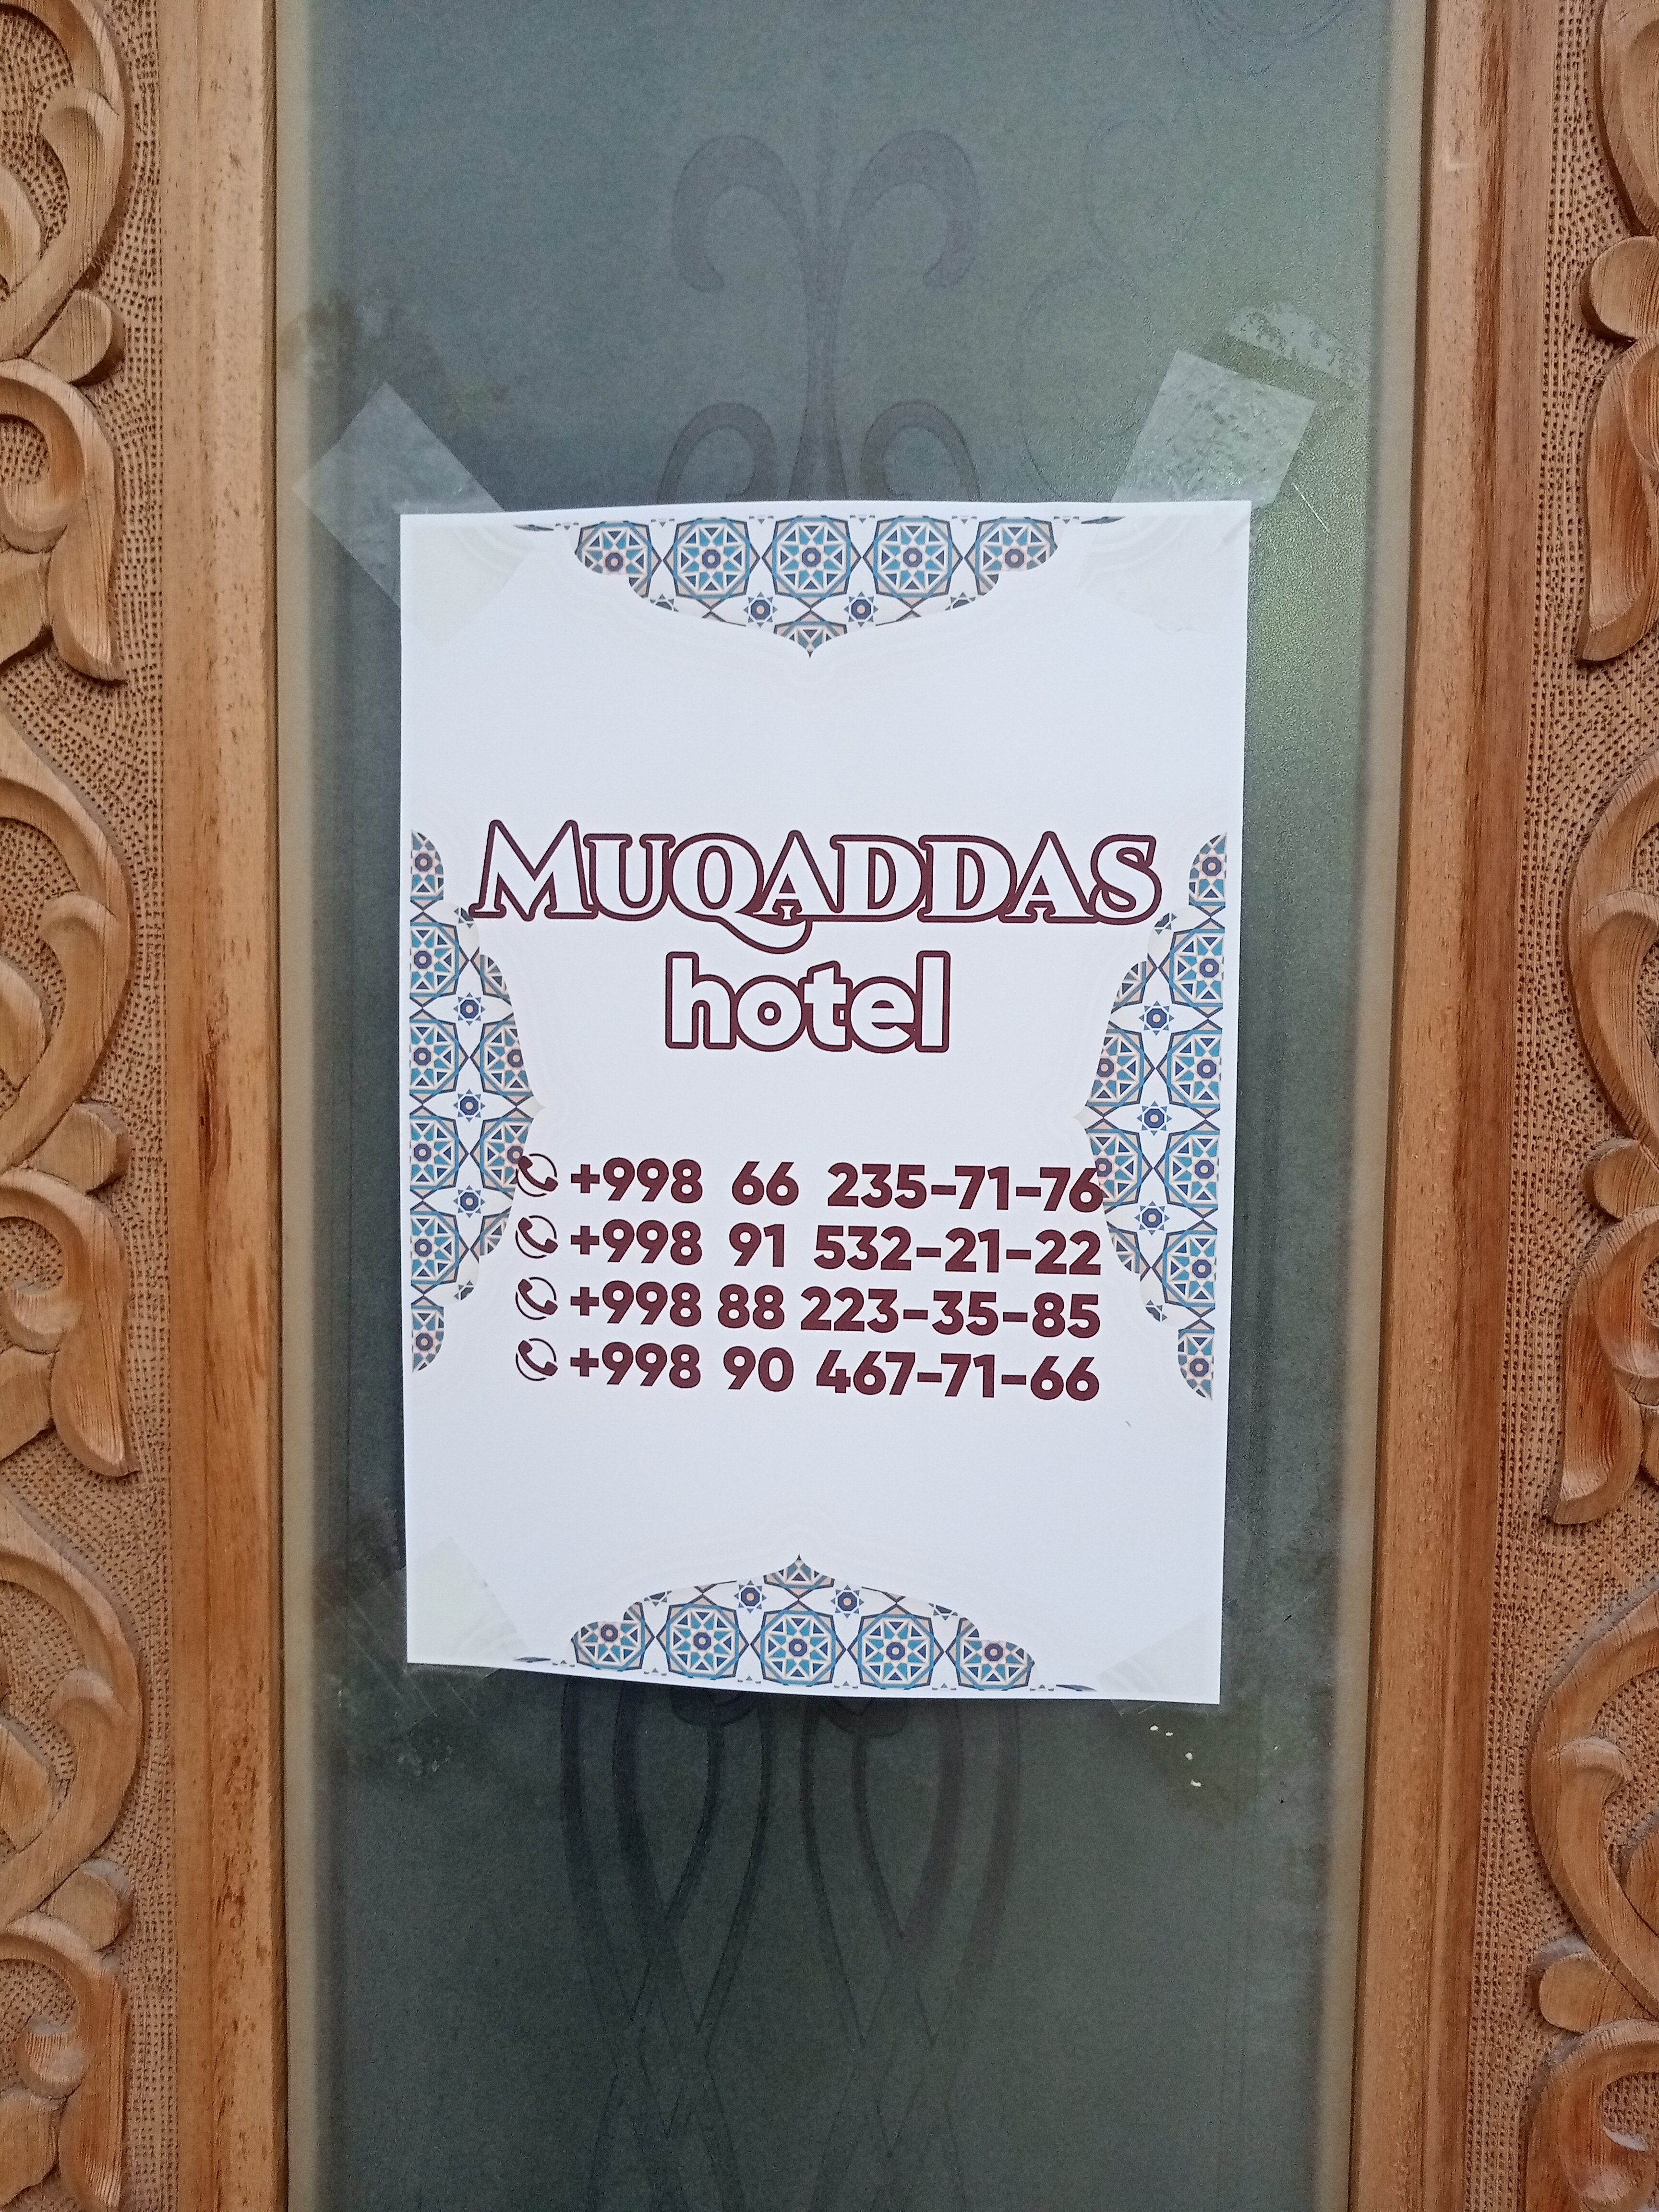 MUQADDAS
hotel
+998 66 235-71-76
+998 91 532-21-22
+998 88 223-35-85
+998 90 467-71-66